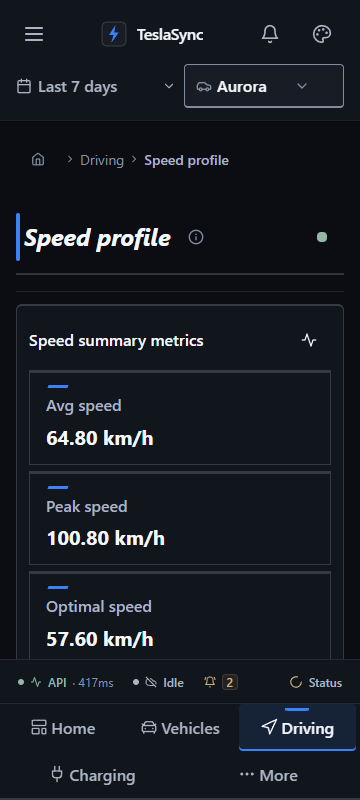 TeslaSync
Last 7 days
Aurora
Driving
Speed profile
Speed profile
Speed summary metrics
Avg speed
64.80 km/h
Peak speed
100.80 km/h
Optimal speed
57.60 km/h
API · 417ms
Idle
2
Status
Home
Vehicles
Driving
Charging
More